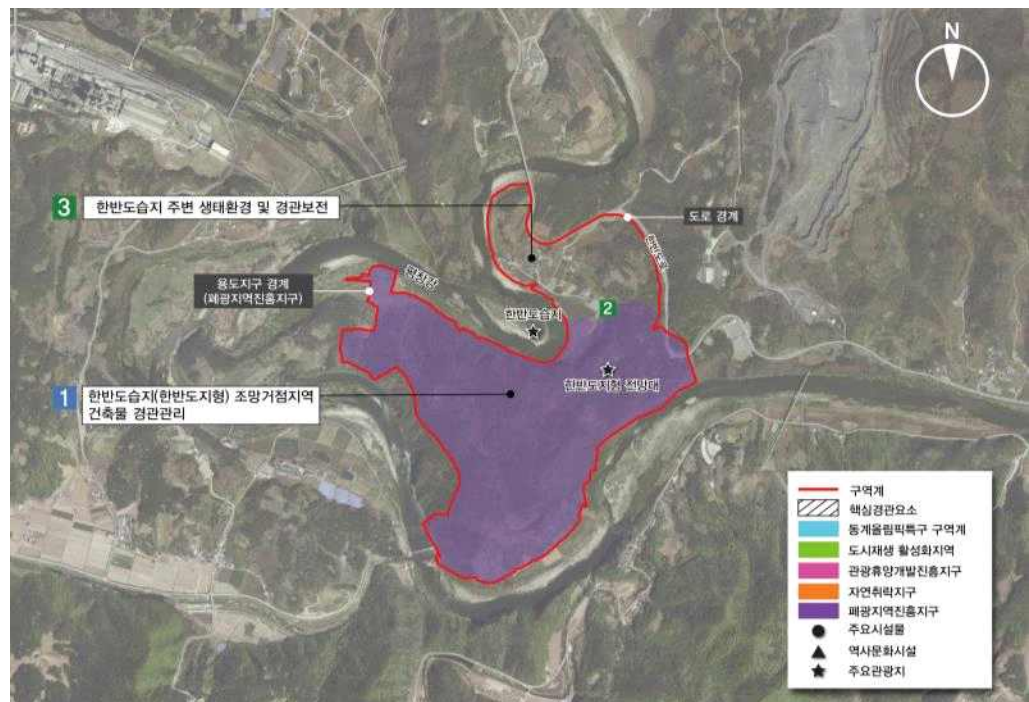 N
3 한반도습지 주변 생태환경 및 경관보전
도로 경계
한반도로
용도지구 경계
(폐광지역진흥지구)
평창강
2
한반도습지
한반도지형 전망대
1 한반도습지(한반도지형) 조망거점지역
건축물 경관관리
구역계
핵심경관요소
동계올림픽특구 구역계
도시재생 활성화지역
관광휴양개발진흥지구
자연취락지구
폐광지역진흥지구
주요시설물
역사문화시설
주요관광지